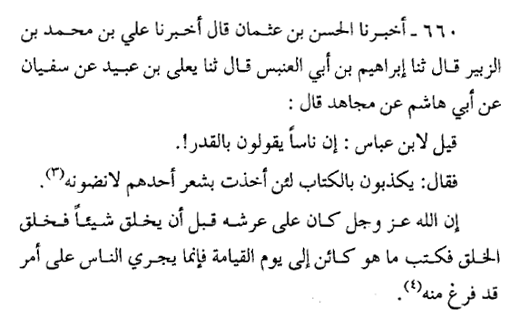 ٦٦٠ ـ أخبرنا الحسن بن عثمان قال أخبرنا علي بن محمد بن
الزبير قال ثنا إبراهيم بن أبي العنبس قال ثنا يعلى بن عبيد عن سفيان
عن أبي هاشم عن مجاهد قال :
قيل لابن عباس : إن ناساً يقولون بالقدر!.
فقال: يكذبون بالكتاب لئن أخذت بشعر أحدهم لانضونه(٣).
إن الله عز وجل كان على عرشه قبل أن يخلق شيئاً فخلق
الخلق فكتب ما هو كائن إلى يوم القيامة فإنما يجري الناس على أمر
قد فرغ منه(٤).